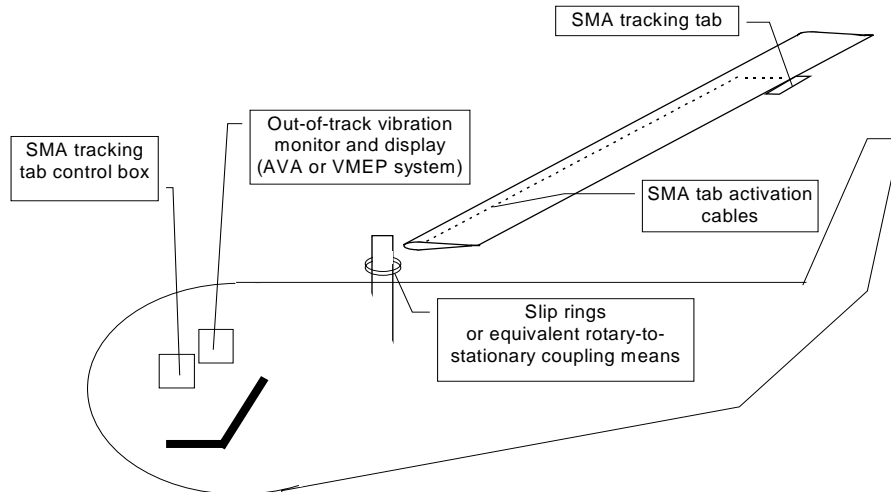 SMA tracking tab
Out-of-track vibration
monitor and display
(AVA or VMEP system)
SMA tracking
tab control box
SMA tab activation
cables
Slip rings
or equivalent rotary-to-
stationary coupling means